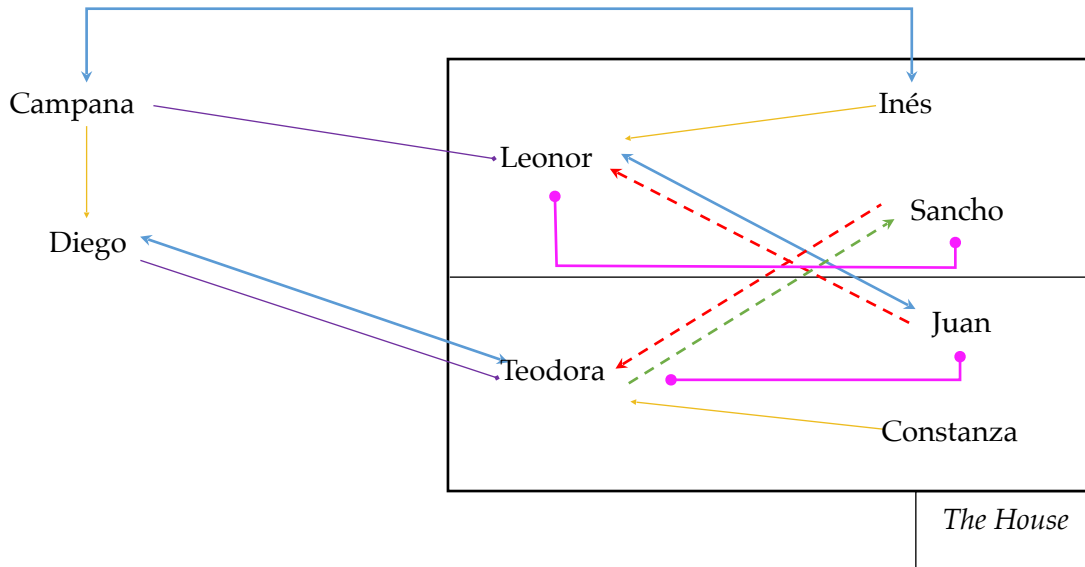 Campana
Inés
Leonor
Sancho
Diego
Juan
Teodora
Constanza
The House